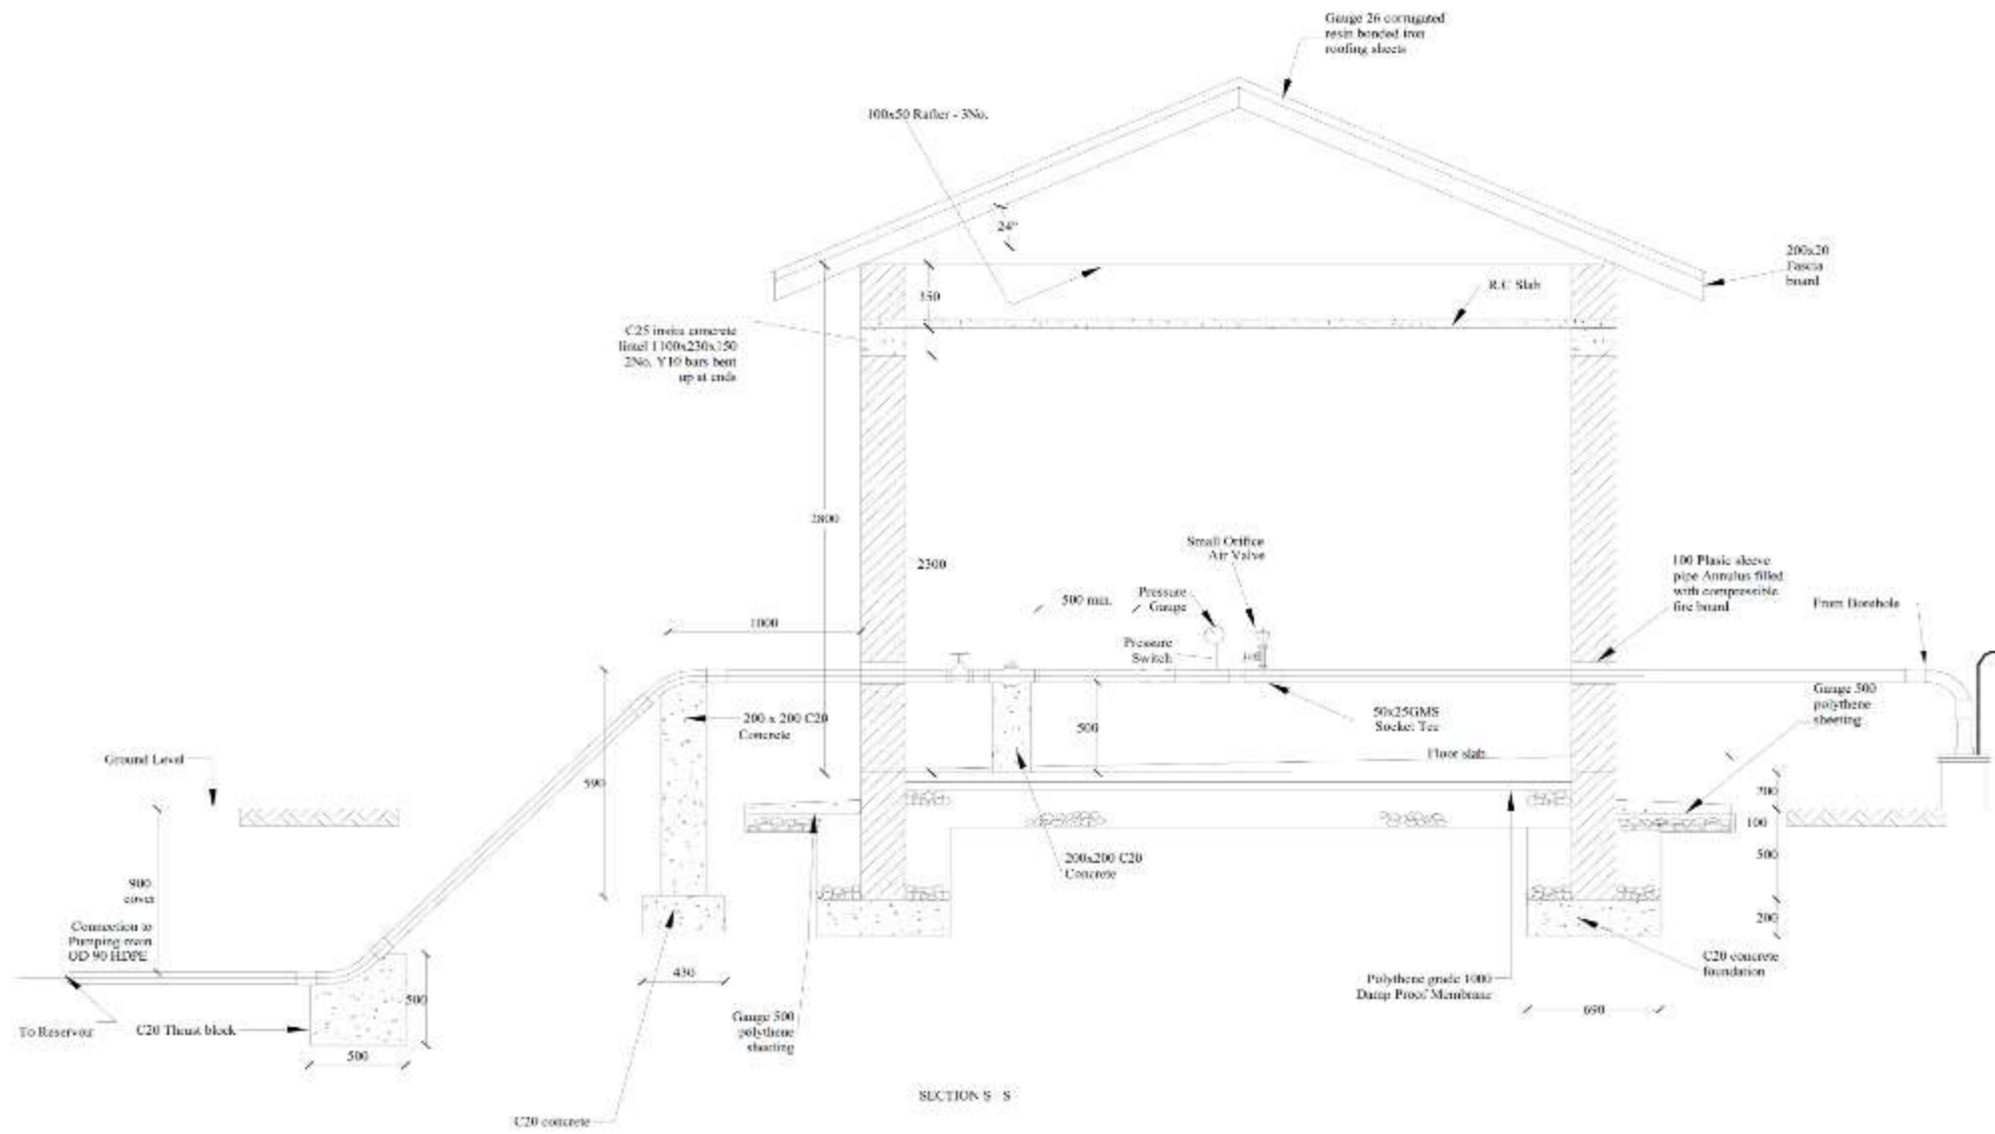 Gauge 26 corrugated
resin bonded iron
roofing sheets
100x50 Rafter - 3No.
24°
200x20
Fascia
board
350
R.C Slab
C25 insitu concrete
lintel 1100x230x150
2No. Y10 bars bent
up at ends
2800
2300
Small Orifice
Air Valve
500 min.
Pressure
Gauge
100 Plasic sleeve
pipe Annulus filled
with compressible
fire board
From Borehole
1000
Pressure
Switch
200 x 200 C20
Concrete
500
50x25GMS
Socket Tee
Gauge 500
polythene
sheeting
Ground Level
Floor slab
590
100
500
200x200 C20
Concrete
900
cover
200
Connection to
Pumping main
OD 90 HDPE
C20 concrete
foundation
430
500
Polythene grade 1000
Damp Proof Membrane
690
To Reservour
C20 Thrust block
Gauge 500
polythene
sheeting
500
SECTION S S
C20 concrete